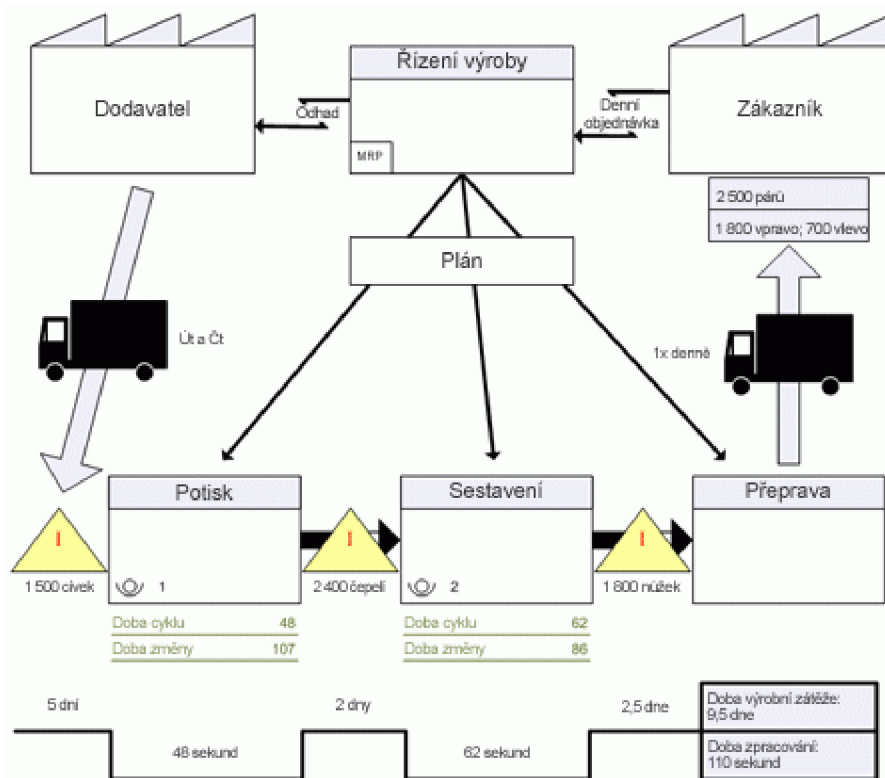 Dodavatel
Odhad
Řízení výroby
MRP
Denní
objednávka
Zákazník
2 500 párů
1 800 vpravo; 700 vlevo
Plán
Út a Čt
1x denně
Potisk
Sestavení
Přeprava
I
I
I
1 500 cívek
1
2 400 čepelí
2
1 800 nůžek
Doba cyklu 48
Doba změny 107
Doba cyklu 62
Doba změny 86
5 dní
2 dny
2,5 dne
Doba výrobní zátěže:
9,5 dne
48 sekund
62 sekund
Doba zpracování:
110 sekund